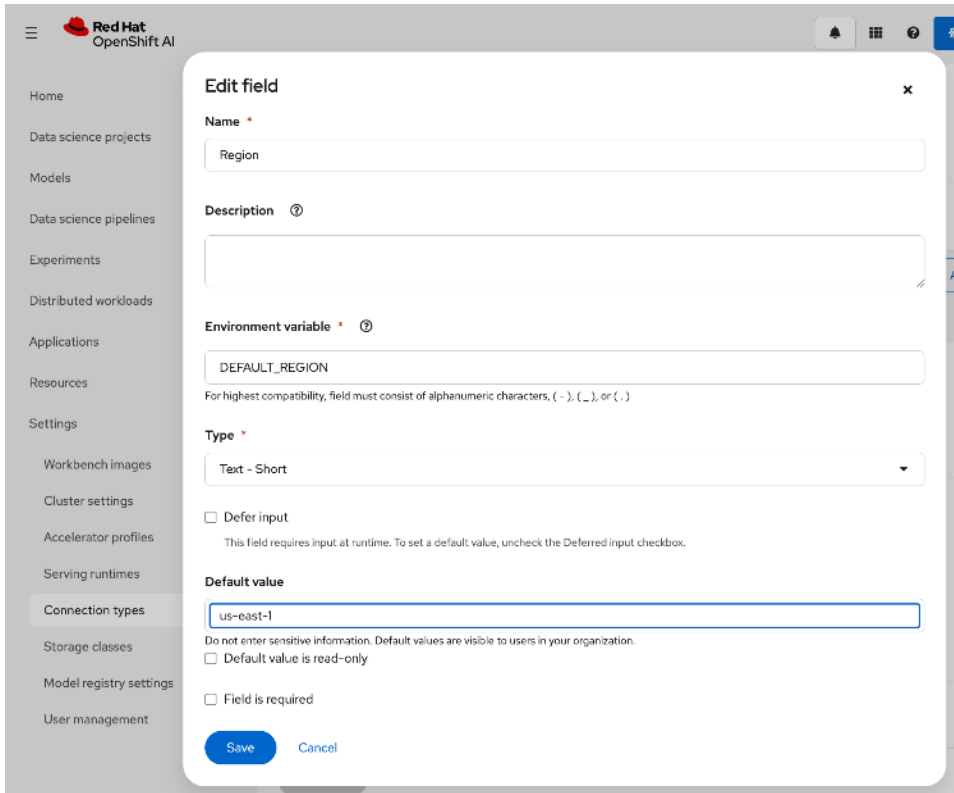 Red Hat
OpenShift AI
Home
Data science projects
Models
Data science pipelines
Experiments
Distributed workloads
Applications
Resources
Settings
Workbench images
Cluster settings
Accelerator profiles
Serving runtimes
Connection types
Storage classes
Model registry settings
User management
Edit field
Name *
Region
Description
Environment variable *
DEFAULT_REGION
For highest compatibility, field must consist of alphanumeric characters, ( - ), ( _ ), or ( . )
Type *
Text - Short
Defer input
This field requires input at runtime. To set a default value, uncheck the Deferred input checkbox.
Default value
us-east-1
Do not enter sensitive information. Default values are visible to users in your organization.
Default value is read-only
Field is required
Save Cancel